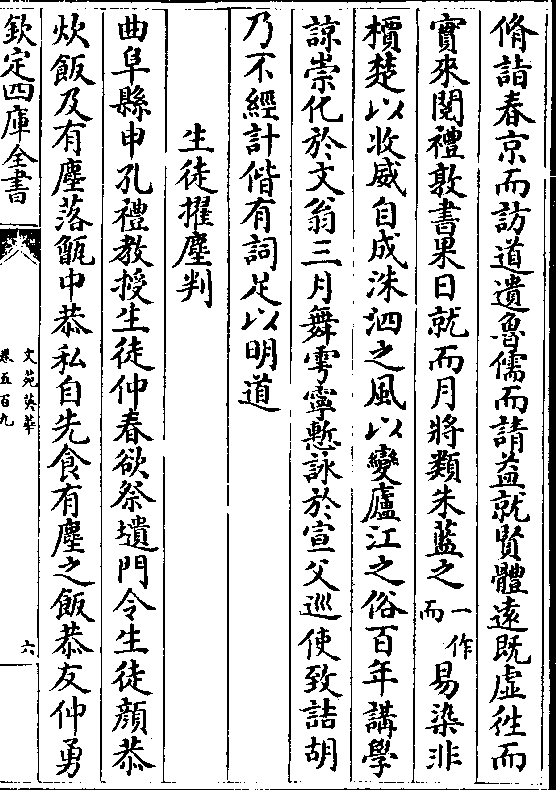 脩詣春京而訪道遺魯儒而請益就賢體遠既虛徃而
實來閱禮敦書果日就而月將類朱藍之一作而易染非
檟楚以收威自成洙泗之風以變廬江之俗百年講學
諒崇化於文翁三月舞雩寧慙詠於宣父巡使致詰胡
乃不經計偕有詞足以明道
生徒擢塵判
曲阜縣申孔禮教授生徒仲春欲祭壝門令生徒顔恭
炊飯及有塵落甑中恭私自先食有塵之飯恭友仲勇
欽定四庫全書
文苑英華
卷五百九
六